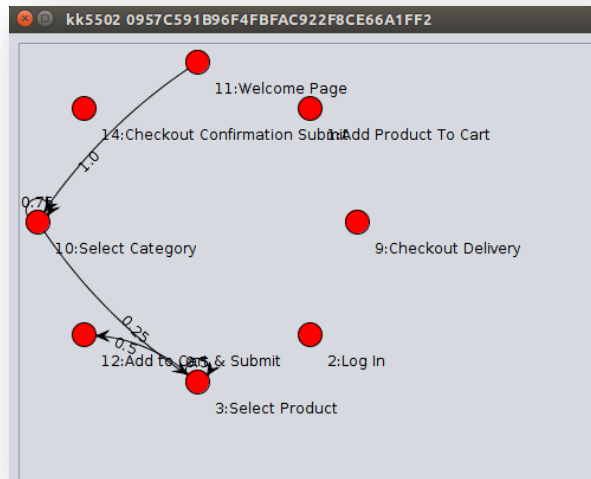 kk5502 0957C591B96F4FBFAC922F8CE66A1FF2
11:Welcome Page
14:Checkout Confirmation Submit
1:Add Product To Cart
1.0
0.75
10:Select Category
9:Checkout Delivery
0.25
0.5
0.5
12:Add to Cart & Submit
2:Log In
3:Select Product